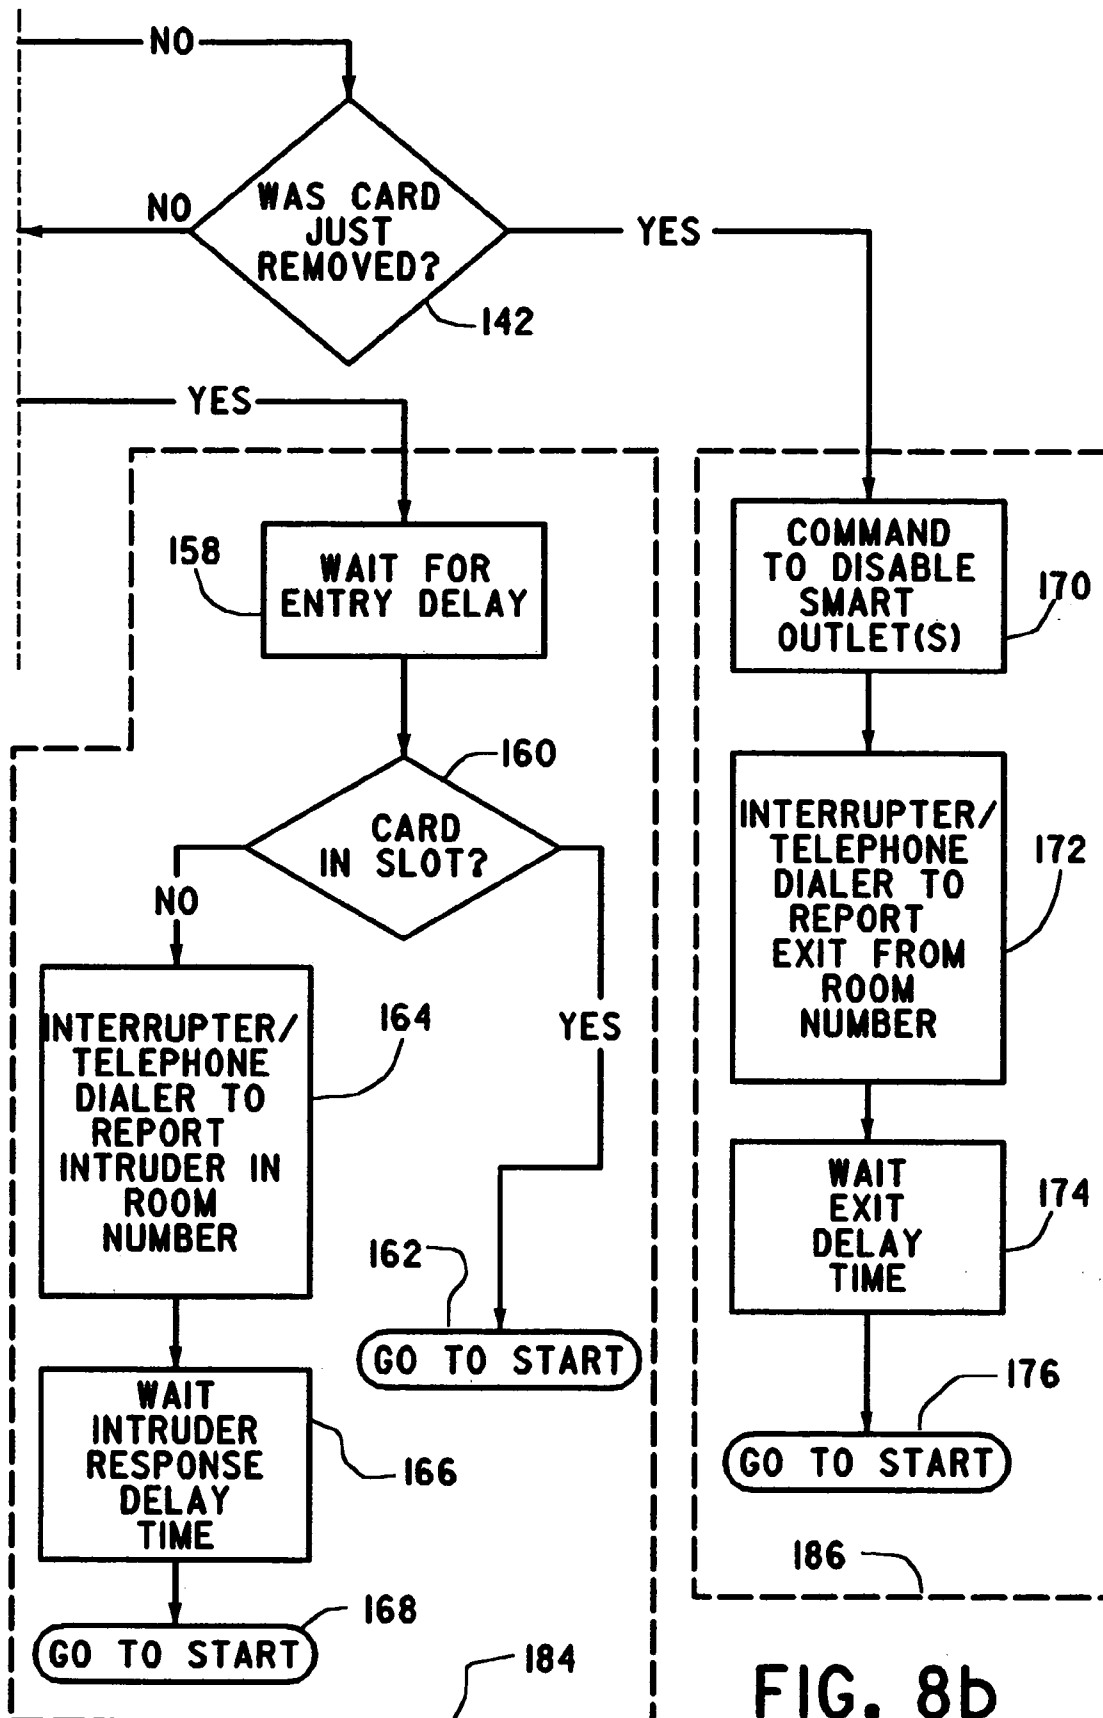 NO
WAS CARD
JUST
REMOVED?
NO
YES
142
YES
158
WAIT FOR
ENTRY DELAY
160
CARD
IN SLOT?
NO
YES
164
INTERRUPTER/
TELEPHONE
DIALER TO
REPORT
INTRUDER IN
ROOM
NUMBER
162
GO TO START
WAIT
INTRUDER
RESPONSE
DELAY
TIME
166
GO TO START
168
184
COMMAND
TO DISABLE
SMART
OUTLET(S)
170
INTERRUPTER/
TELEPHONE
DIALER TO
REPORT
EXIT FROM
ROOM
NUMBER
172
WAIT
EXIT
DELAY
TIME
174
176
GO TO START
186
FIG. 8b